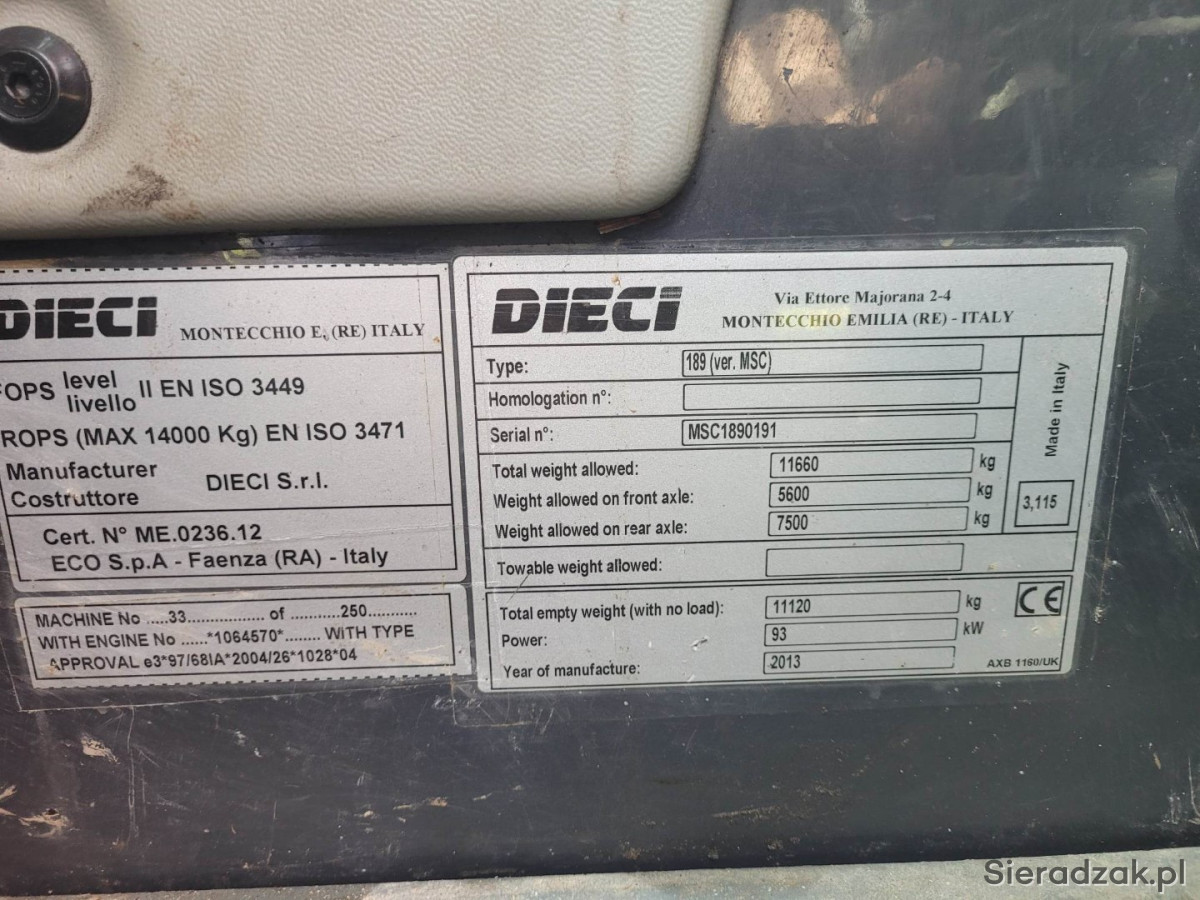 DIECI
MONTECCHIO E. (RE) ITALY
FOPS level livello II EN ISO 3449
ROPS (MAX 14000 Kg) EN ISO 3471
Manufacturer
Costruttore DIECI S.r.l.
Cert. N° ME.0236.12
ECO S.p.A - Faenza (RA) - Italy
MACHINE No .....33................ of ..........250...........
WITH ENGINE No ......*1064570*........ WITH TYPE
APPROVAL e3*97/68IA*2004/26*1028*04
DIECI
Via Ettore Majorana 2-4
MONTECCHIO EMILIA (RE) - ITALY
Type: 189 (ver. MSC)
Homologation n°:
Serial n°: MSC1890191
Total weight allowed: 11660 kg
Weight allowed on front axle: 5600 kg
Weight allowed on rear axle: 7500 kg
Made in Italy
3,115
Towable weight allowed:
Total empty weight (with no load): 11120 kg
Power: 93 kW
Year of manufacture: 2013
CE
AXB 1160/UK
Sieradzak.pl